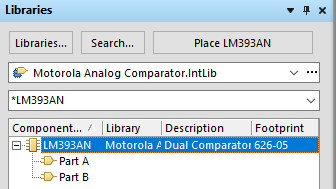 Libraries
Libraries... Search... Place LM393AN
Motorola Analog Comparator.IntLib ...
*LM393AN
Component... Library Description Footprint
LM393AN Motorola A Dual Comparator 626-05
Part A
Part B